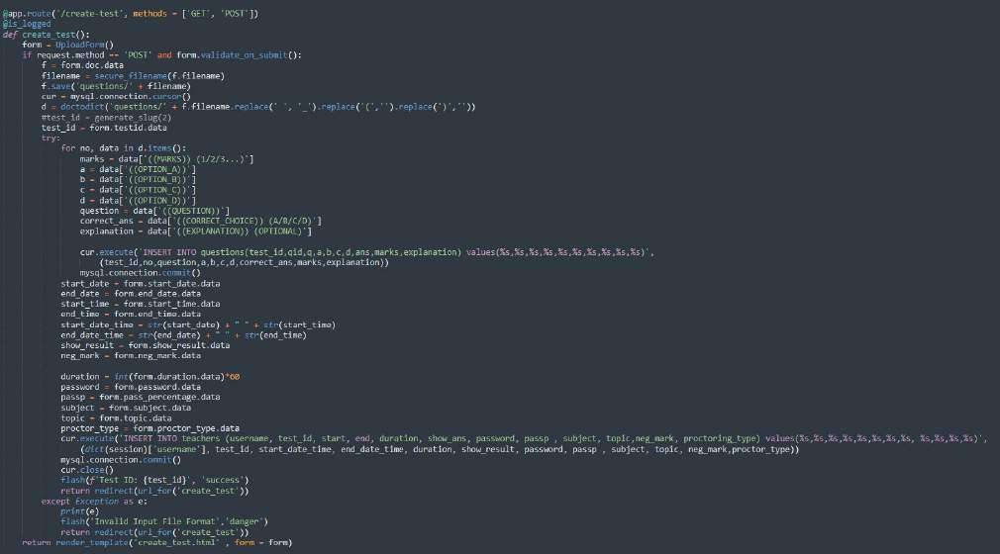 @app.route('/create-test', methods = ['GET', 'POST'])
@is_logged
def create_test():
    form = UploadForm()
    if request.method == 'POST' and form.validate_on_submit():
        f = form.doc.data
        filename = secure_filename(f.filename)
        f.save('questions/' + filename)
        cur = mysql.connection.cursor()
        d = doctodict('questions/' + f.filename.replace(' ', '_').replace('(','').replace(')',''))
        #test_id = generate_slug(2)
        test_id = form.testid.data
        try:
            for no, data in d.items():
                marks = data['((MARKS)) (1/2/3...)']
                a = data['((OPTION_A))']
                b = data['((OPTION_B))']
                c = data['((OPTION_C))']
                d = data['((OPTION_D))']
                question = data['((QUESTION))']
                correct_ans = data['((CORRECT_CHOICE)) (A/B/C/D)']
                explanation = data['((EXPLANATION)) (OPTIONAL)']
                cur.execute('INSERT INTO questions(test_id,qid,q,a,b,c,d,ans,marks,explanation) values(%s,%s,%s,%s,%s,%s,%s,%s,%s,%s)',
                    (test_id,no,question,a,b,c,d,correct_ans,marks,explanation))
                mysql.connection.commit()
            start_date = form.start_date.data
            end_date = form.end_date.data
            start_time = form.start_time.data
            end_time = form.end_time.data
            start_date_time = str(start_date) + " " + str(start_time)
            end_date_time = str(end_date) + " " + str(end_time)
            show_result = form.show_result.data
            neg_mark = form.neg_mark.data
            duration = int(form.duration.data)*60
            password = form.password.data
            passp = form.pass_percentage.data
            subject = form.subject.data
            topic = form.topic.data
            proctor_type = form.proctor_type.data
            cur.execute('INSERT INTO teachers (username, test_id, start, end, duration, show_ans, password, passp , subject, topic,neg_mark, proctoring_type) values(%s,%s,%s,%s,%s,%s,%s,%s, %s,%s,%s,%s)',
                (dict(session)['username'], test_id, start_date_time, end_date_time, duration, show_result, password, passp , subject, topic, neg_mark,proctor_type))
            mysql.connection.commit()
            cur.close()
            flash(f'Test ID: {test_id}', 'success')
            return redirect(url_for('create_test'))
        except Exception as e:
            print(e)
            flash('Invalid Input File Format','danger')
            return redirect(url_for('create_test'))
    return render_template('create_test.html' , form = form)